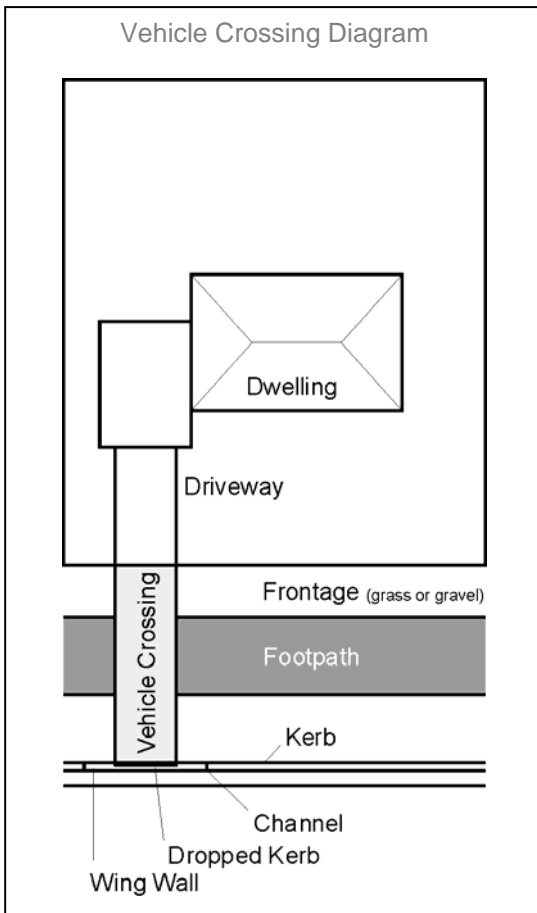 Vehicle Crossing Diagram
Dwelling
Driveway
Vehicle Crossing
Frontage (grass or gravel)
Footpath
Kerb
Channel
Dropped Kerb
Wing Wall